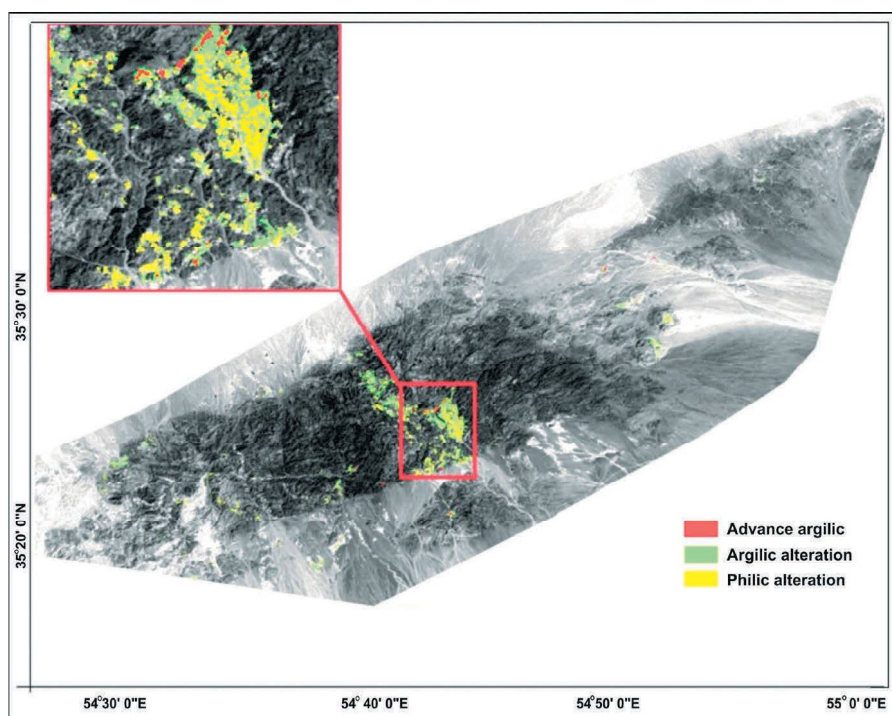 35°30' 0"N
35°20' 0"N
Advance argilic
Argilic alteration
Philic alteration
54°30' 0"E
54°40' 0"E
54°50' 0"E
55°0' 0"E